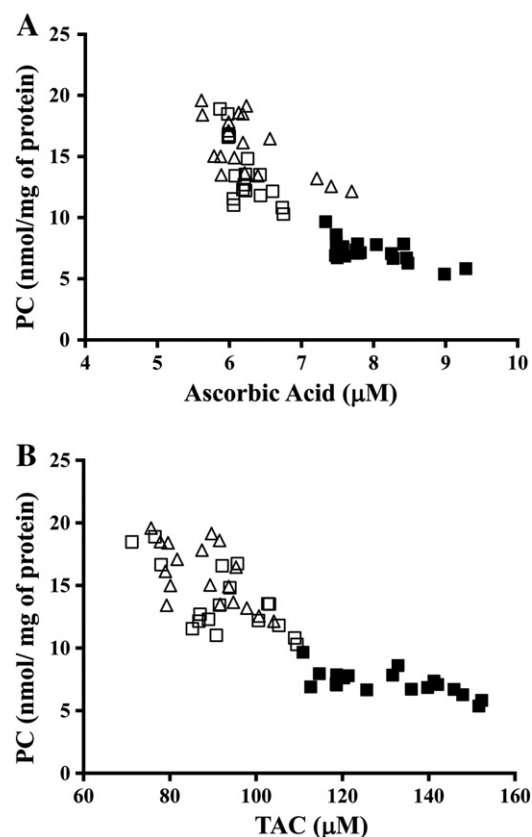 A
25
20
15
10
5
0
PC (nmol/mg of protein)
4 5 6 7 8 9 10
Ascorbic Acid (μM)
B
25
20
15
10
5
0
PC (nmol/ mg of protein)
60 80 100 120 140 160
TAC (μM)